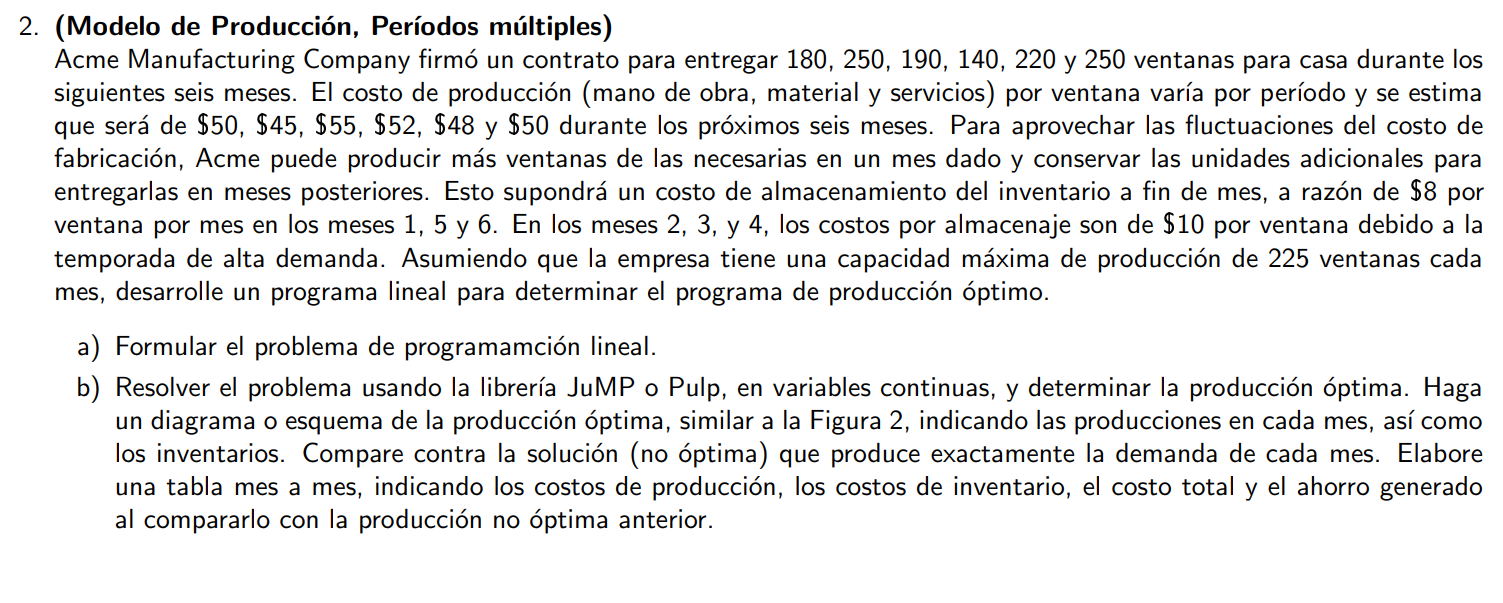 2. (Modelo de Producción, Períodos múltiples)
Acme Manufacturing Company firmó un contrato para entregar 180, 250, 190, 140, 220 y 250 ventanas para casa durante los
siguientes seis meses. El costo de producción (mano de obra, material y servicios) por ventana varía por período y se estima
que será de $50, $45, $55, $52, $48 y $50 durante los próximos seis meses. Para aprovechar las fluctuaciones del costo de
fabricación, Acme puede producir más ventanas de las necesarias en un mes dado y conservar las unidades adicionales para
entregarlas en meses posteriores. Esto supondrá un costo de almacenamiento del inventario a fin de mes, a razón de $8 por
ventana por mes en los meses 1, 5 y 6. En los meses 2, 3, y 4, los costos por almacenaje son de $10 por ventana debido a la
temporada de alta demanda. Asumiendo que la empresa tiene una capacidad máxima de producción de 225 ventanas cada
mes, desarrolle un programa lineal para determinar el programa de producción óptimo.
a) Formular el problema de programamción lineal.
b) Resolver el problema usando la librería JuMP o Pulp, en variables continuas, y determinar la producción óptima. Haga
un diagrama o esquema de la producción óptima, similar a la Figura 2, indicando las producciones en cada mes, así como
los inventarios. Compare contra la solución (no óptima) que produce exactamente la demanda de cada mes. Elabore
una tabla mes a mes, indicando los costos de producción, los costos de inventario, el costo total y el ahorro generado
al compararlo con la producción no óptima anterior.